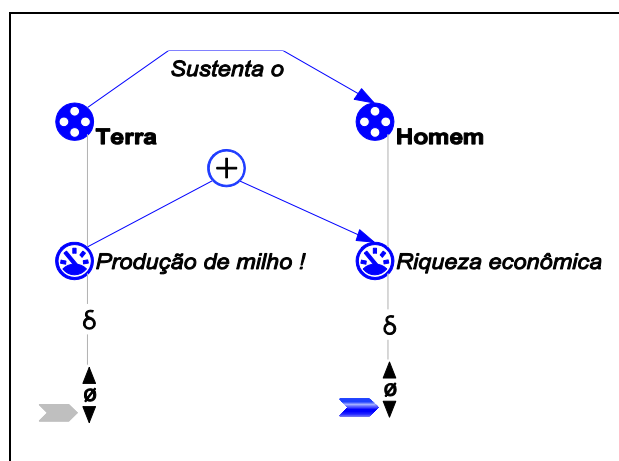 Sustenta o
Terra
Homem
+
Produção de milho !
Riqueza econômica
δ
δ
ø
ø